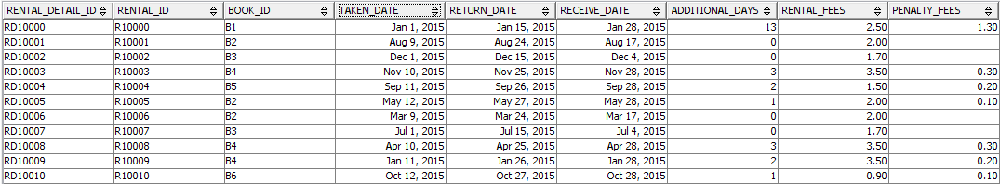 RENTAL_DETAIL_ID RENTAL_ID BOOK_ID TAKEN_DATE RETURN_DATE RECEIVE_DATE ADDITIONAL_DAYS RENTAL_FEES PENALTY_FEES
RD10000 R10000 B1 Jan 1, 2015 Jan 15, 2015 Jan 28, 2015 13 2.50 1.30
RD10001 R10001 B2 Aug 9, 2015 Aug 24, 2015 Aug 17, 2015 0 2.00
RD10002 R10002 B3 Dec 1, 2015 Dec 15, 2015 Dec 4, 2015 0 1.70
RD10003 R10003 B4 Nov 10, 2015 Nov 25, 2015 Nov 28, 2015 3 3.50 0.30
RD10004 R10004 B5 Sep 11, 2015 Sep 26, 2015 Sep 28, 2015 2 1.50 0.20
RD10005 R10005 B2 May 12, 2015 May 27, 2015 May 28, 2015 1 2.00 0.10
RD10006 R10006 B2 Mar 9, 2015 Mar 24, 2015 Mar 17, 2015 0 2.00
RD10007 R10007 B3 Jul 1, 2015 Jul 15, 2015 Jul 4, 2015 0 1.70
RD10008 R10008 B4 Apr 10, 2015 Apr 25, 2015 Apr 28, 2015 3 3.50 0.30
RD10009 R10009 B4 Jan 11, 2015 Jan 26, 2015 Jan 28, 2015 2 3.50 0.20
RD10010 R10010 B6 Oct 12, 2015 Oct 27, 2015 Oct 28, 2015 1 0.90 0.10